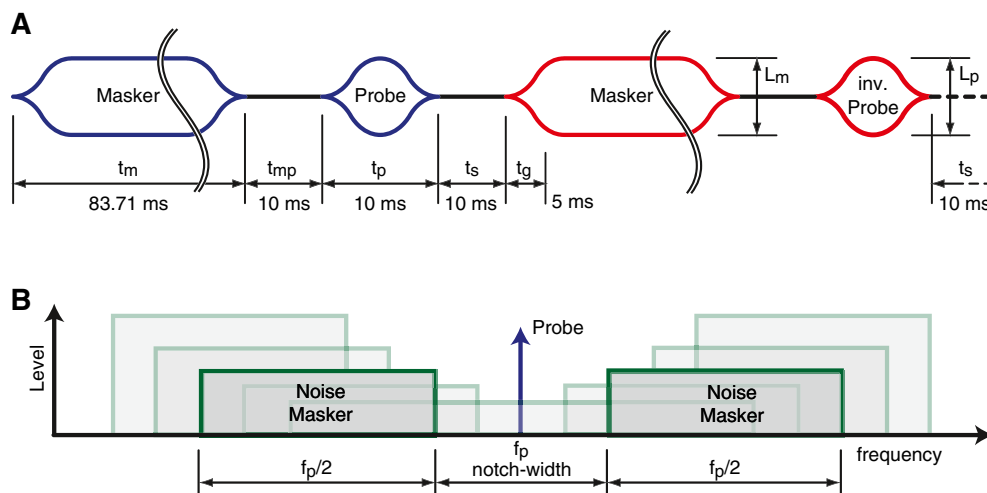 A
Masker
Probe
Masker
inv.
Probe
Lm
Lp
tm
tmp
tp
ts
tg
ts
83.71 ms
10 ms
10 ms
10 ms
5 ms
10 ms
B
Level
Probe
Noise
Masker
Noise
Masker
fp
frequency
fp/2
notch-width
fp/2